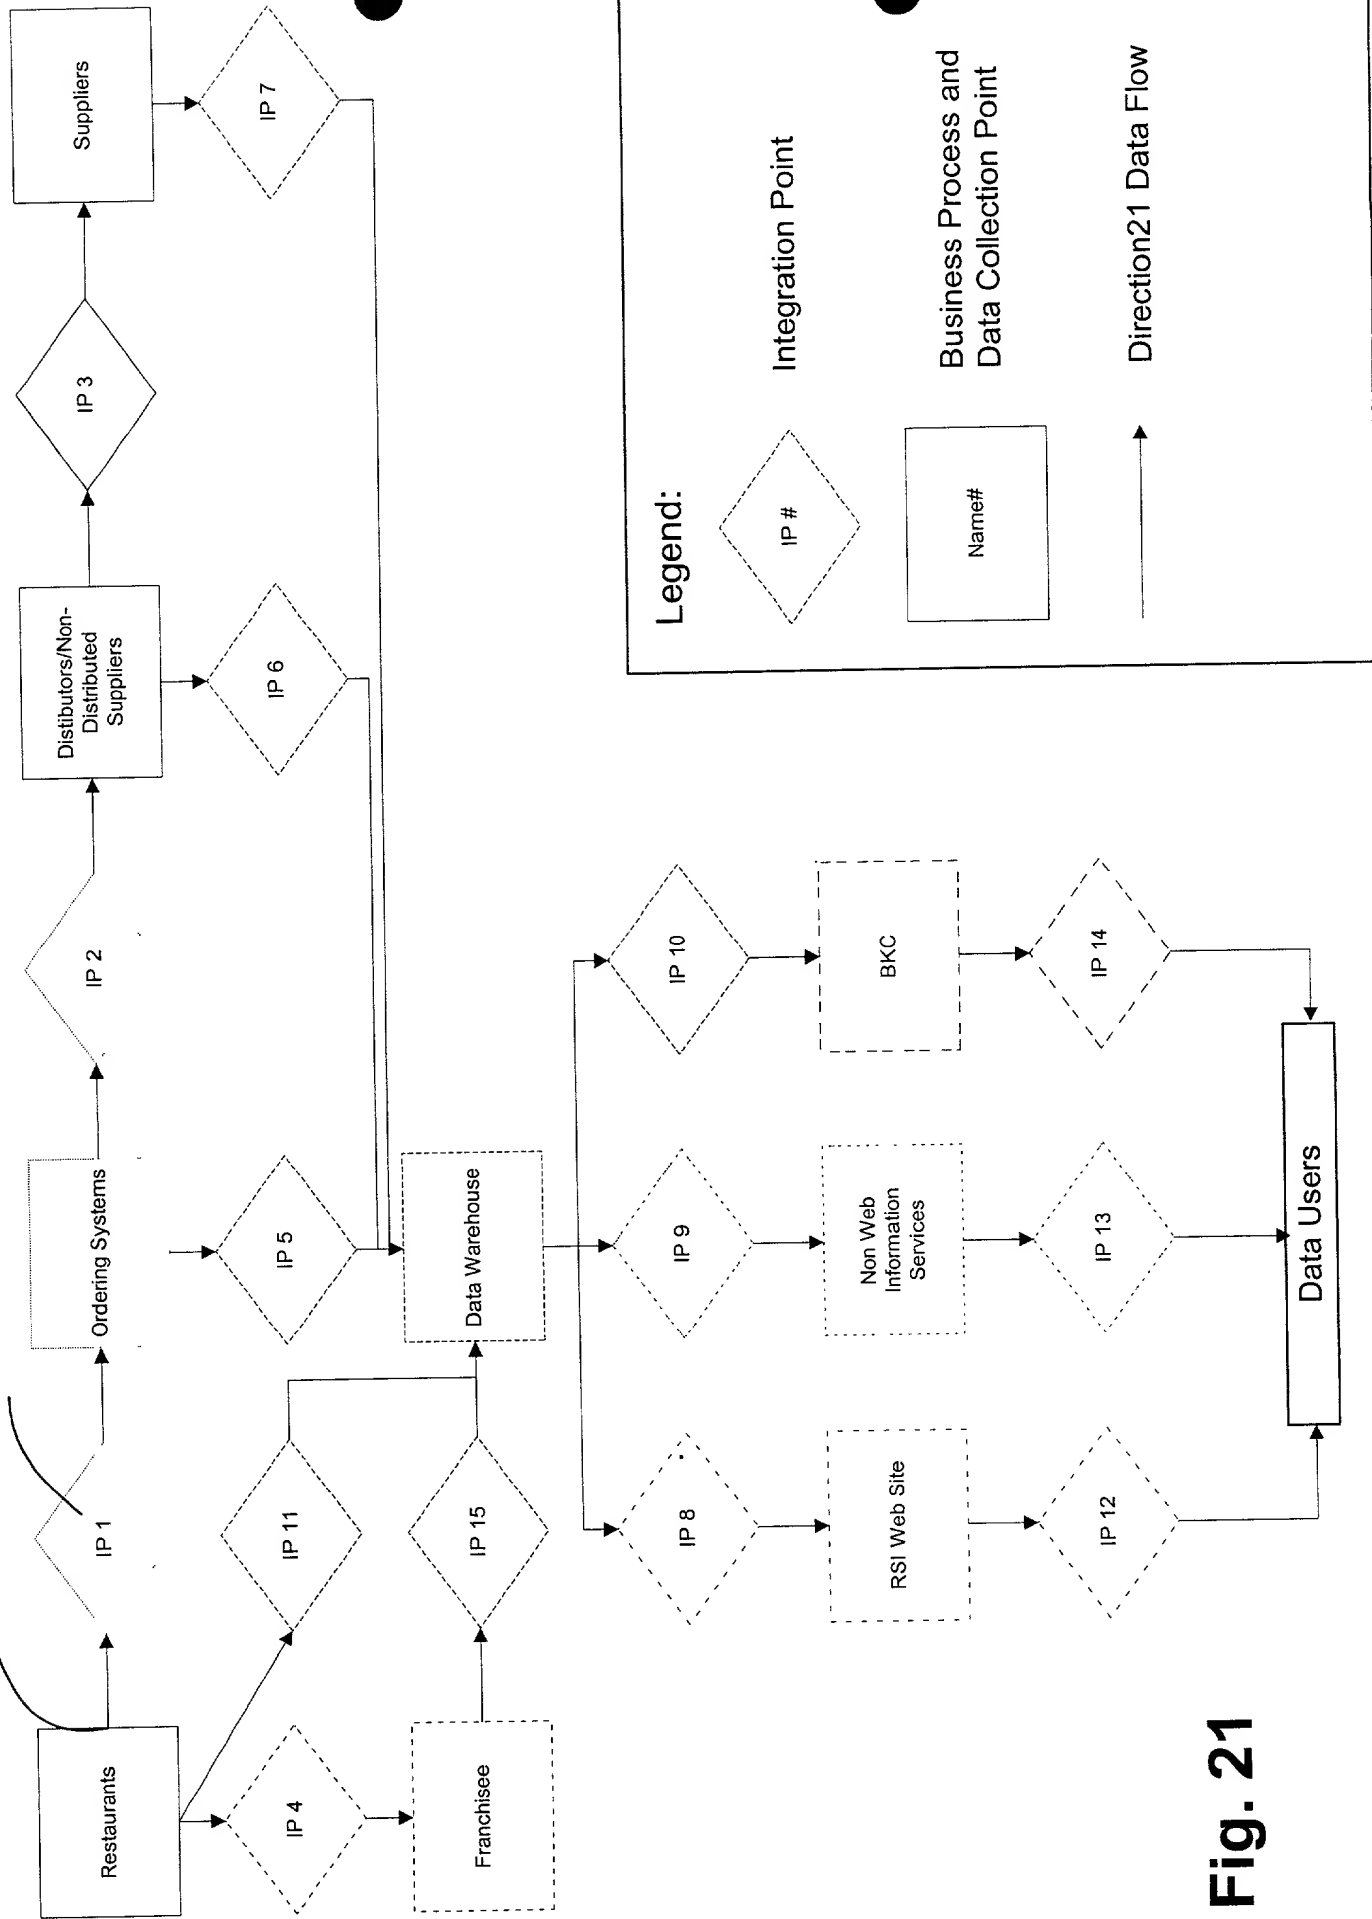 Restaurants
IP 1
Ordering Systems
IP 2
Distibutors/Non-
Distributed
Suppliers
IP 3
Suppliers
IP 4
IP 11
IP 5
IP 6
IP 7
Franchisee
IP 15
Data Warehouse
IP 8
IP 9
IP 10
RSI Web Site
Non Web
Information
Services
BKC
IP 12
IP 13
IP 14
Data Users
Legend:
IP #
Integration Point
Name#
Business Process and
Data Collection Point
Direction21 Data Flow
Fig. 21